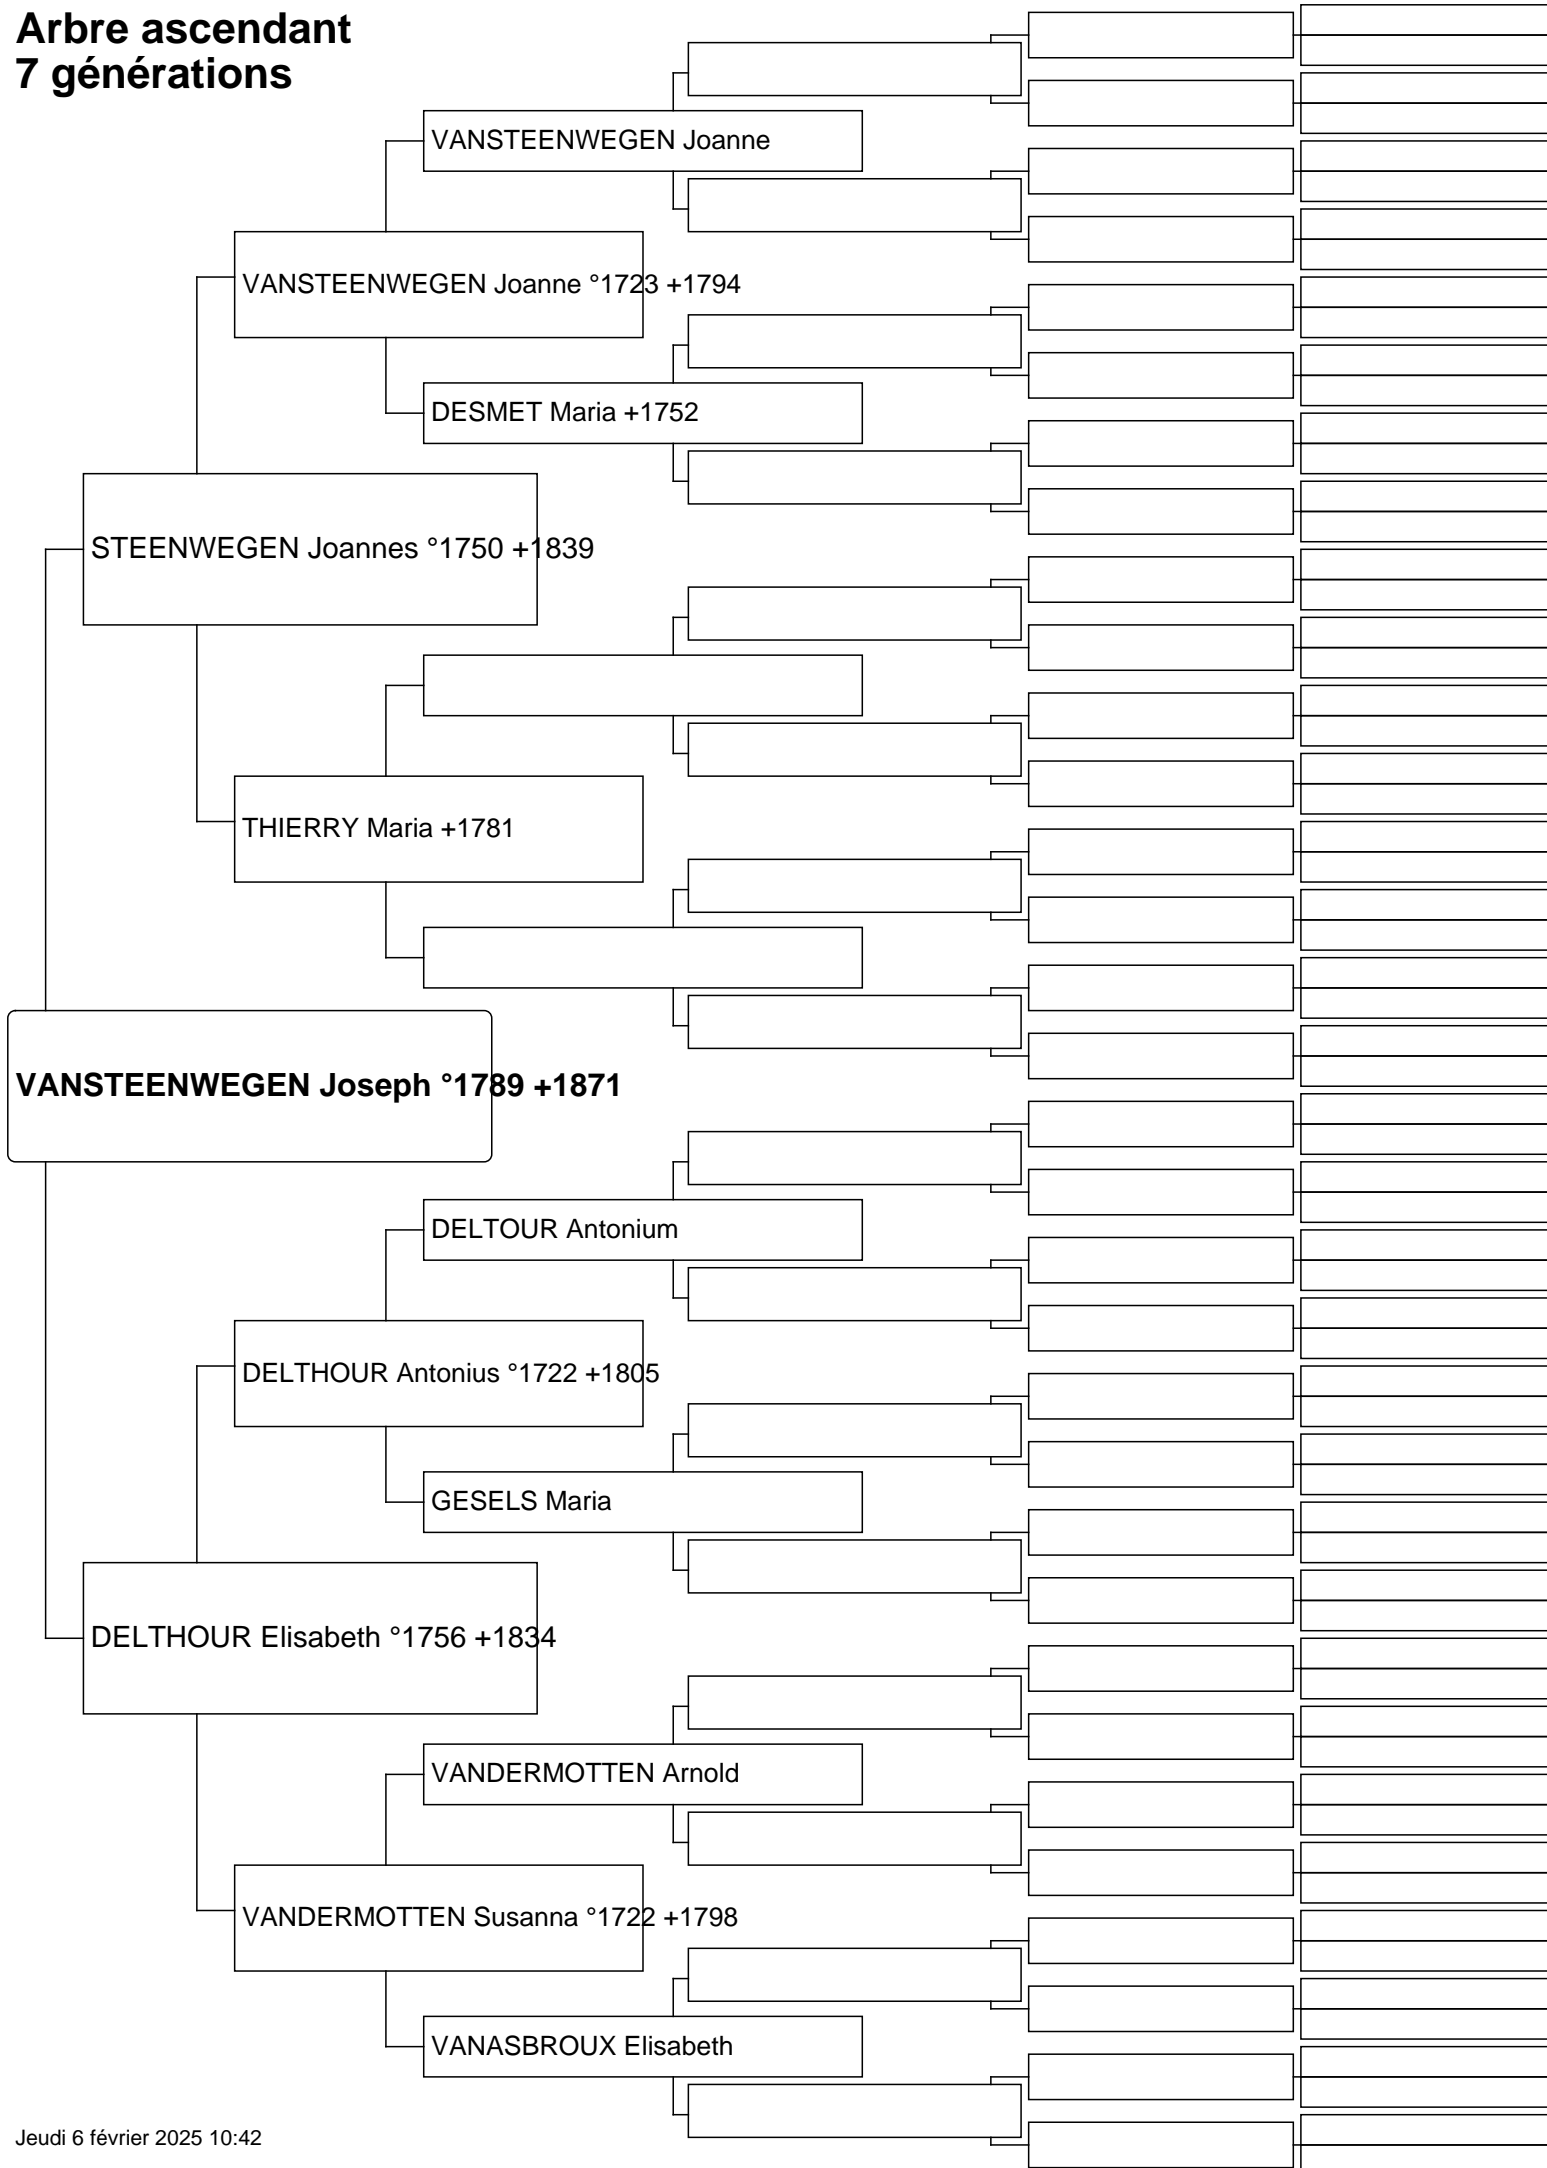 Arbre ascendant
7 générations
VANSTEENWEGEN Joanne
VANSTEENWEGEN Joanne °1723 +1794
DESMET Maria +1752
STEENWEGEN Joannes °1750 +1839
THIERRY Maria +1781
VANSTEENWEGEN Joseph °1789 +1871
DELTOUR Antonium
DELTHOUR Antonius °1722 +1805
GESELS Maria
DELTHOUR Elisabeth °1756 +1834
VANDERMOTTEN Arnold
VANDERMOTTEN Susanna °1722 +1798
VANASBROUX Elisabeth
Jeudi 6 février 2025 10:42